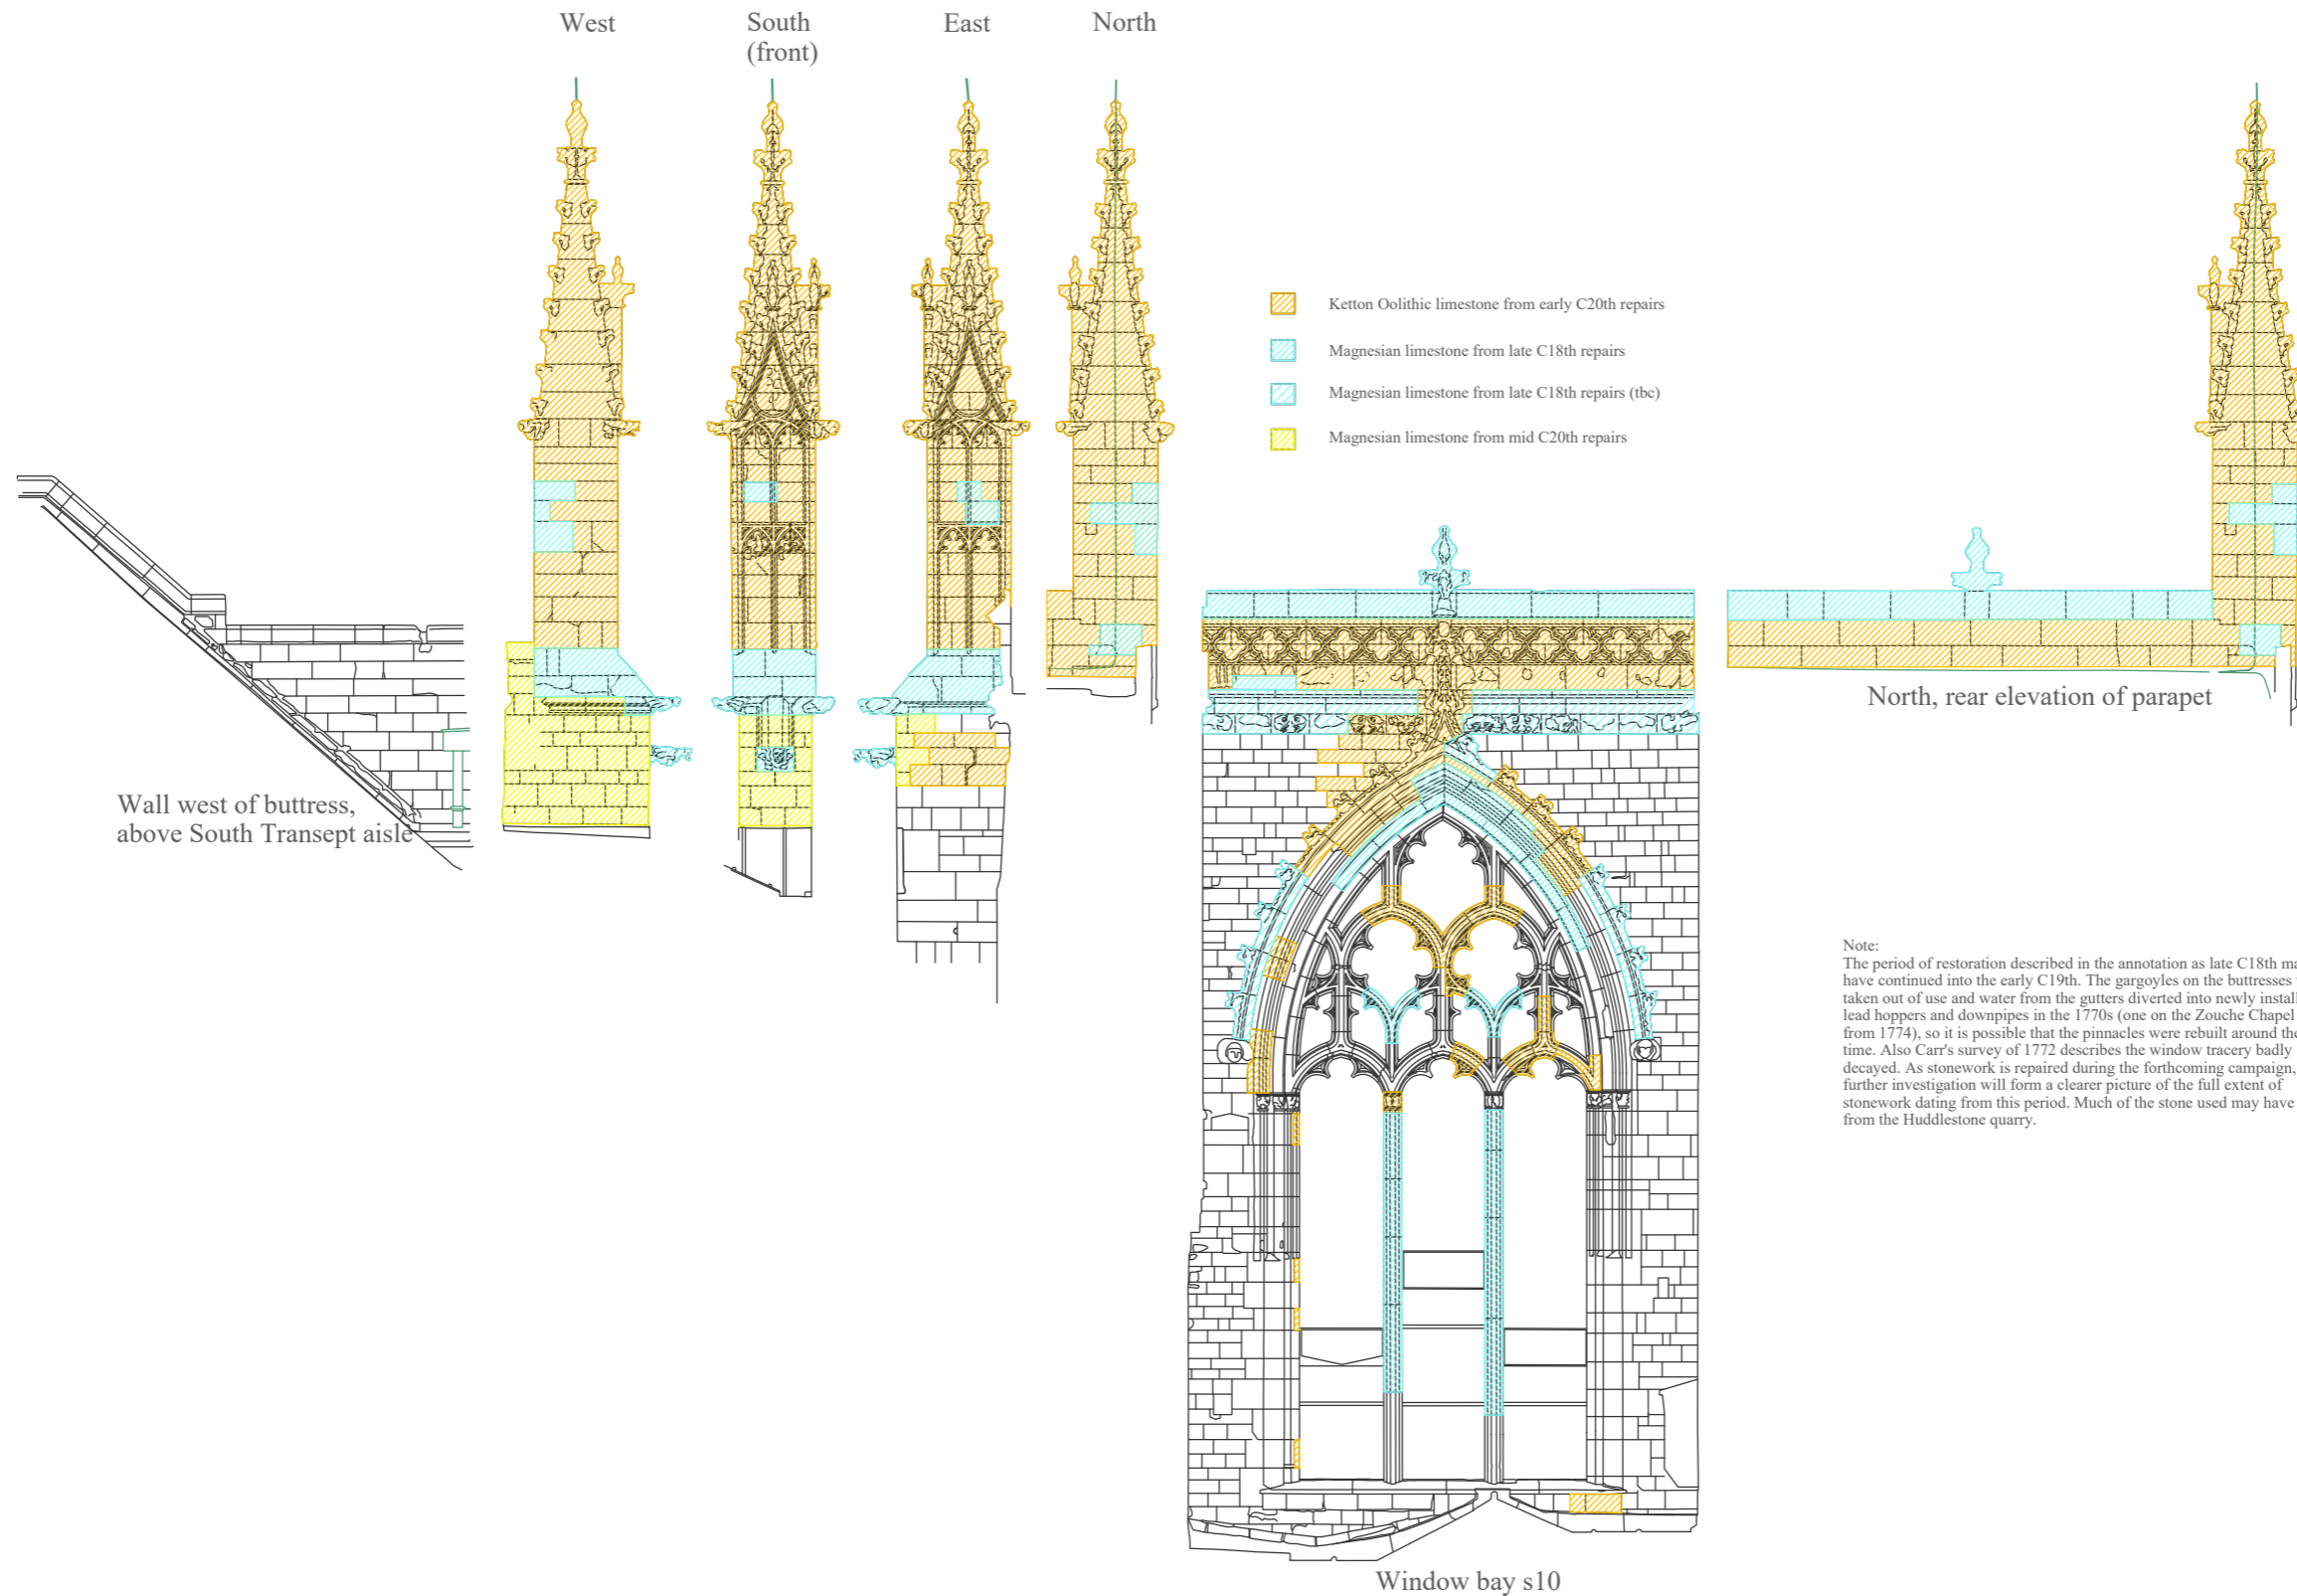 West
South
(front)
East
North
Ketton Oolithic limestone from early C20th repairs
Magnesian limestone from late C18th repairs
Magnesian limestone from late C18th repairs (tbc)
Magnesian limestone from mid C20th repairs
North, rear elevation of parapet
Wall west of buttress,
above South Transept aisle
Note:
The period of restoration described in the annotation as late C18th
have continued into the early C19th. The gargoyles on the buttresses
taken out of use and water from the gutters diverted into newly
lead hoppers and downpipes in the 1770s (one on the Zouche Chapel
from 1774), so it is possible that the pinnacles were rebuilt around
time. Also Carr's survey of 1772 describes the window tracery badly
decayed. As stonework is repaired during the forthcoming campaign,
further investigation will form a clearer picture of the full extent of
stonework dating from this period. Much of the stone used may have
from the Huddlestone quarry.
Window bay s10